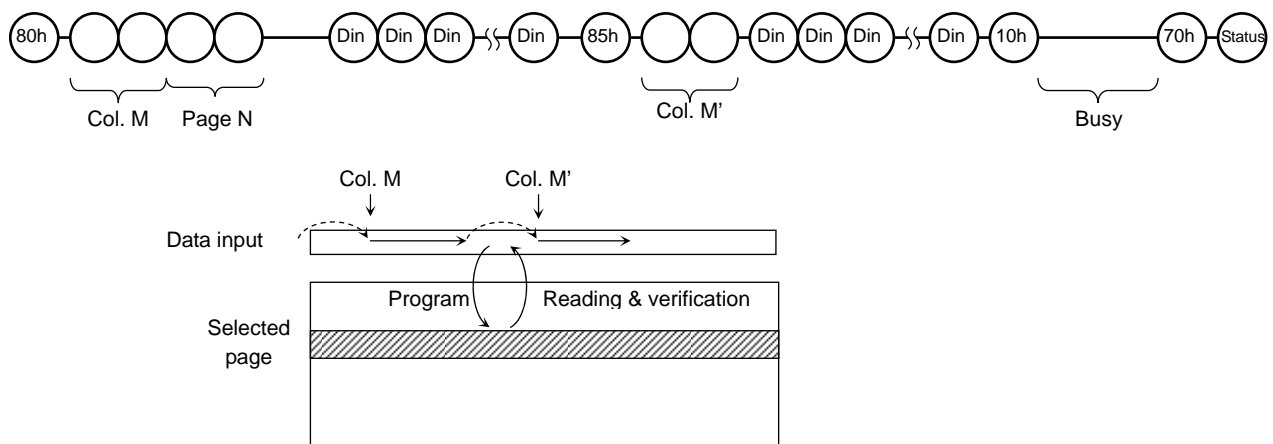 80h Din Din Din Din 85h Din Din Din Din 10h 70h Status
Col. M Page N Col. M’ Busy
Col. M Col. M’
Data input
Program Reading & verification
Selected
page